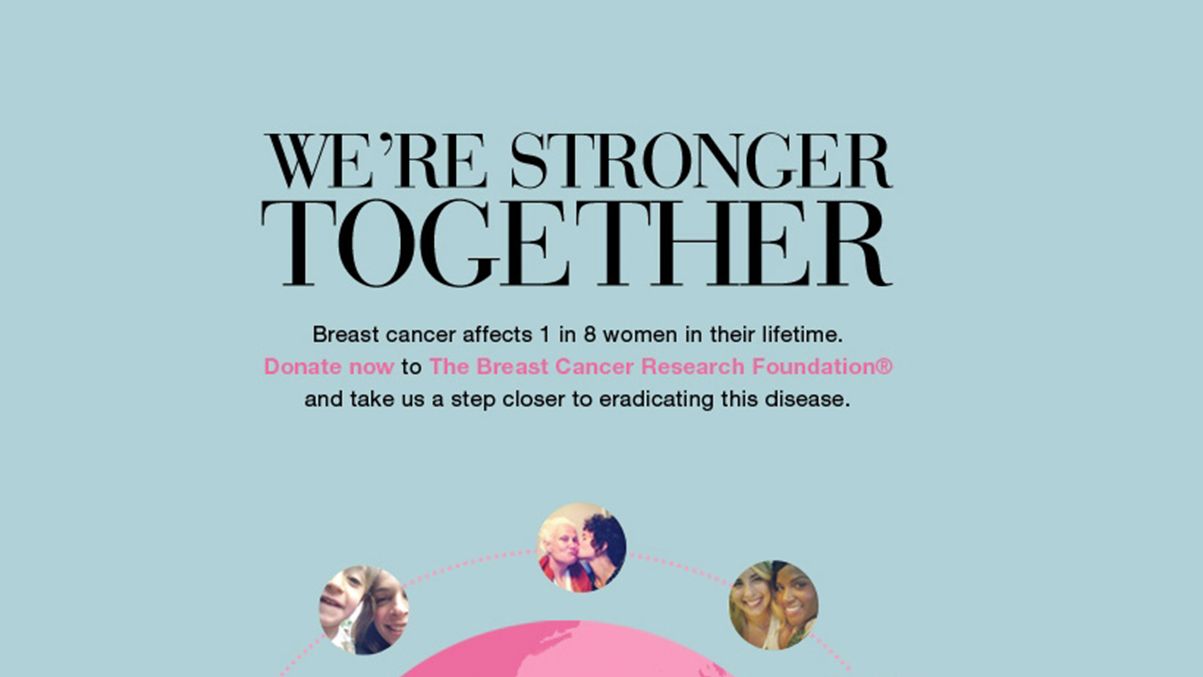 WE'RE STRONGER
TOGETHER
Breast cancer affects 1 in 8 women in their lifetime.
Donate now to The Breast Cancer Research Foundation®
and take us a step closer to eradicating this disease.